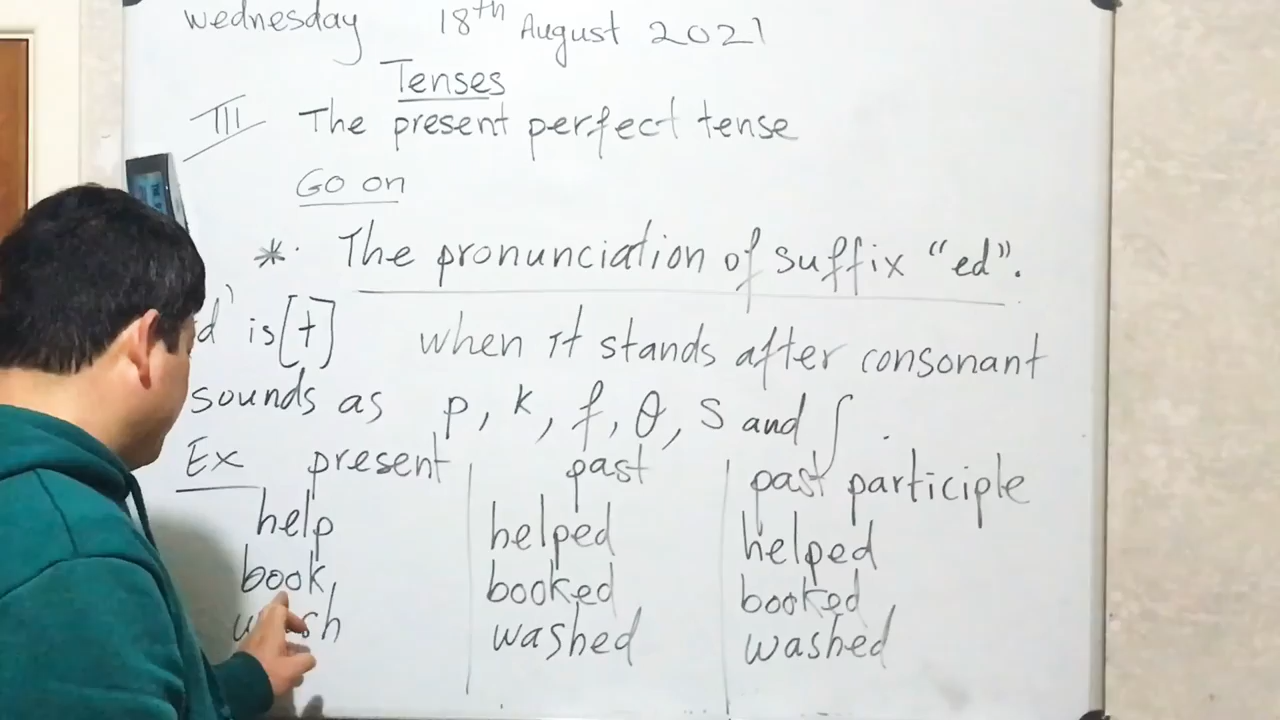 Wednesday 18th August 2021
Tenses
III The present perfect tense
Go on
*. The pronunciation of suffix "ed".
d' is [t] when it stands after consonant
sounds as p, k, f, θ, s and ʃ.
Ex present past past participle
help helped helped
book, booked booked
wash washed washed